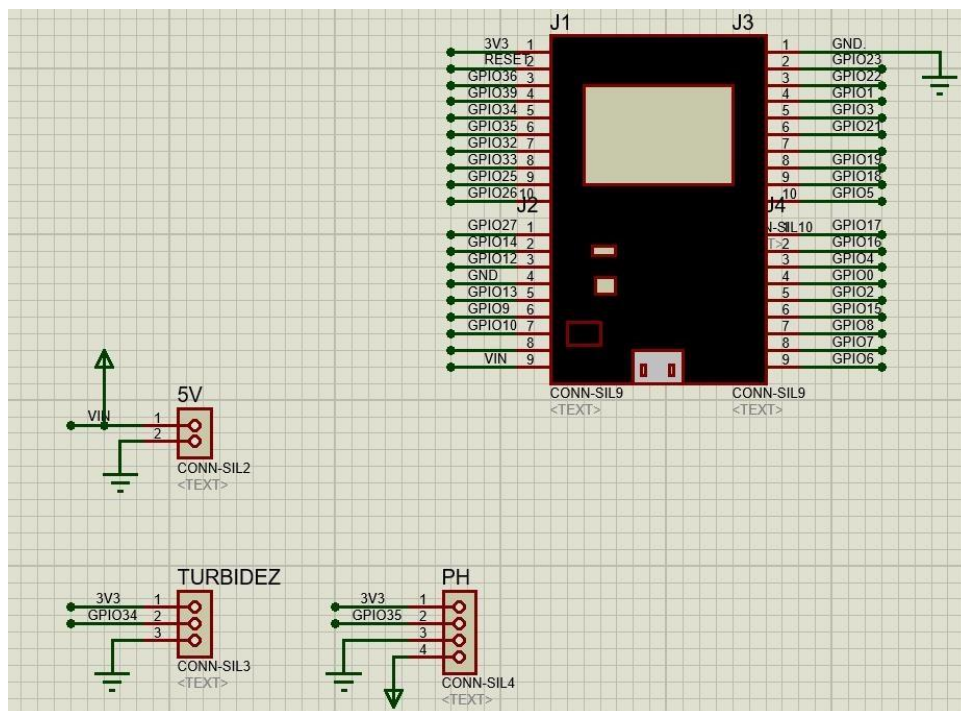 J1
J3
3V3 1
RESET 2
GPIO36 3
GPIO39 4
GPIO34 5
GPIO35 6
GPIO32 7
GPIO33 8
GPIO25 9
GPIO26 10
J2
GPIO27 1
GPIO14 2
GPIO12 3
GND 4
GPIO13 5
GPIO9 6
GPIO10 7
8
VIN 9
CONN-SIL9
<TEXT>
1 GND.
2 GPIO23
3 GPIO22
4 GPIO1
5 GPIO3
6 GPIO21
7
8 GPIO19
9 GPIO18
10 GPIO5
J4
N-SIL10
1 GPIO17
2 GPIO16
3 GPIO4
4 GPIO0
5 GPIO2
6 GPIO15
7 GPIO8
8 GPIO7
9 GPIO6
CONN-SIL9
<TEXT>
5V
VIN 1
2
CONN-SIL2
<TEXT>
TURBIDEZ
3V3 1
GPIO34 2
3
CONN-SIL3
<TEXT>
PH
3V3 1
GPIO35 2
3
4
CONN-SIL4
<TEXT>